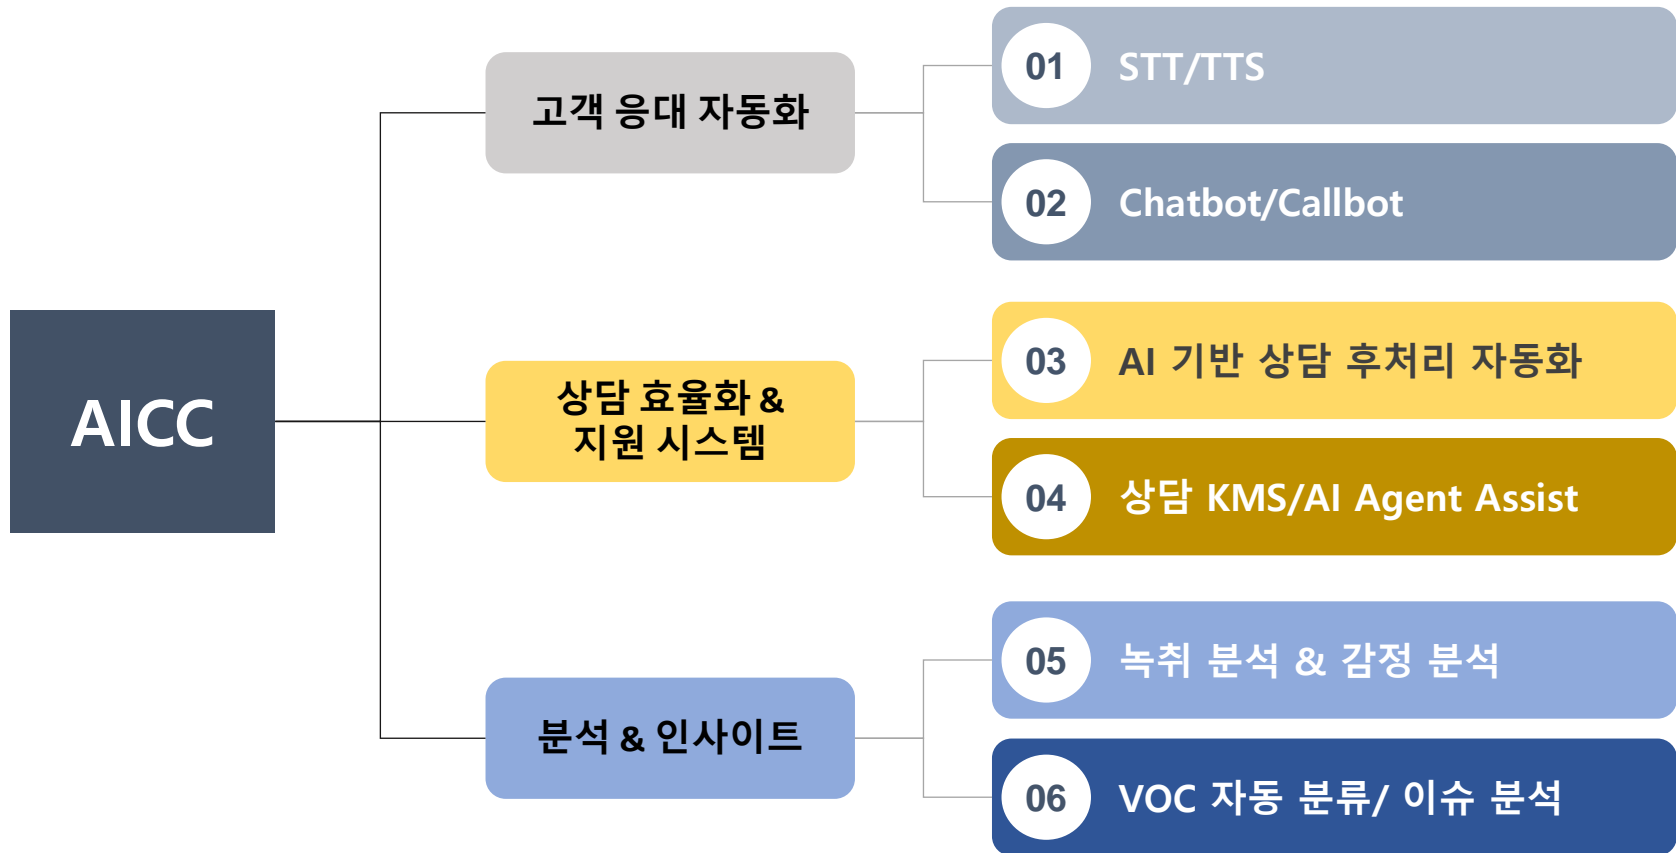 AICC
고객 응대 자동화
01 STT/TTS
02 Chatbot/Callbot
상담 효율화 &
지원 시스템
03 AI 기반 상담 후처리 자동화
04 상담 KMS/AI Agent Assist
분석 & 인사이트
05 녹취 분석 & 감정 분석
06 VOC 자동 분류/ 이슈 분석